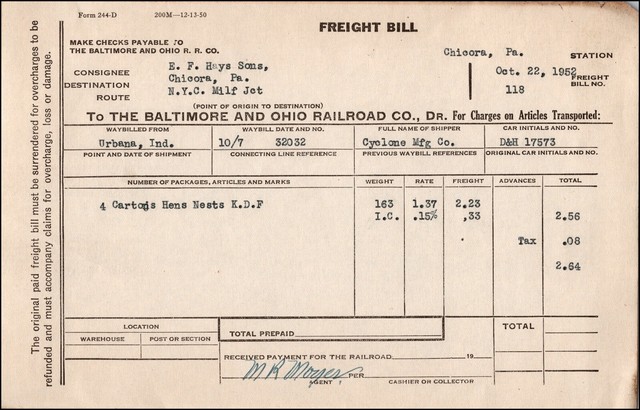 Form 244-D 200M—12-13-50
FREIGHT BILL
MAKE CHECKS PAYABLE TO
THE BALTIMORE AND OHIO R. R. CO.
Chicora, Pa. STATION
CONSIGNEE E. F. Hays Sons,
Oct. 22, 1952 FREIGHT BILL NO.
DESTINATION Chicora, Pa.
118
ROUTE N.Y.C. Milf Jct
(POINT OF ORIGIN TO DESTINATION)
To THE BALTIMORE AND OHIO RAILROAD CO., DR. For Charges on Articles Transported:
WAYBILLED FROM WAYBILL DATE AND NO. FULL NAME OF SHIPPER CAR INITIALS AND NO.
Urbana, Ind. 10/7 32032 Cyclone Mfg Co. D&H 17573
POINT AND DATE OF SHIPMENT CONNECTING LINE REFERENCE PREVIOUS WAYBILL REFERENCES ORIGINAL CAR INITIALS AND NO.
NUMBER OF PACKAGES, ARTICLES AND MARKS WEIGHT RATE FREIGHT ADVANCES TOTAL
4 Cartons Hens Nests K.D.F 163 1.37 2.23
I.C. .15% ,33 2.56
Tax .08
2.64
LOCATION
WAREHOUSE POST OR SECTION
TOTAL PREPAID
TOTAL
RECEIVED PAYMENT FOR THE RAILROAD 19
M R Moyer PER
AGENT CASHIER OR COLLECTOR
The original paid freight bill must be surrendered for overcharges to be
refunded and must accompany claims for overcharge, loss or damage.